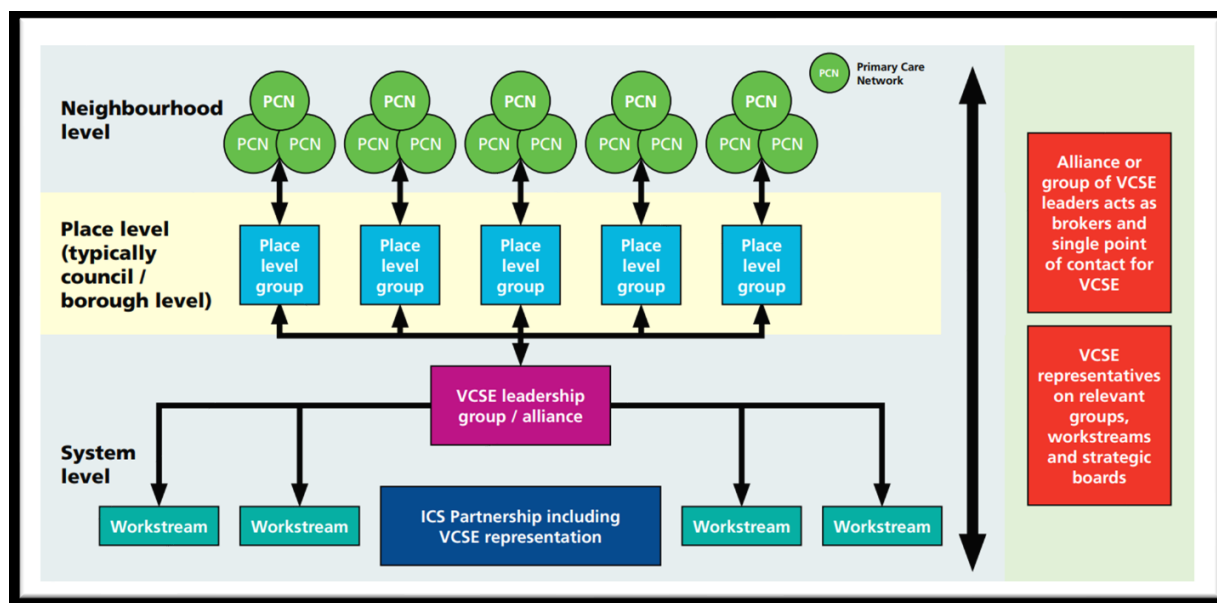 PCN
Primary Care
Network
Neighbourhood
level
PCN
PCN PCN
PCN
PCN PCN
PCN
PCN PCN
PCN
PCN PCN
PCN
PCN PCN
Place level
(typically
council /
borough level)
Place
level
group
Place
level
group
Place
level
group
Place
level
group
Place
level
group
System
level
VCSE leadership
group / alliance
Workstream
Workstream
ICS Partnership including
VCSE representation
Workstream
Workstream
Alliance or
group of VCSE
leaders acts as
brokers and
single point
of contact for
VCSE
VCSE
representatives
on relevant
groups,
workstreams
and strategic
boards